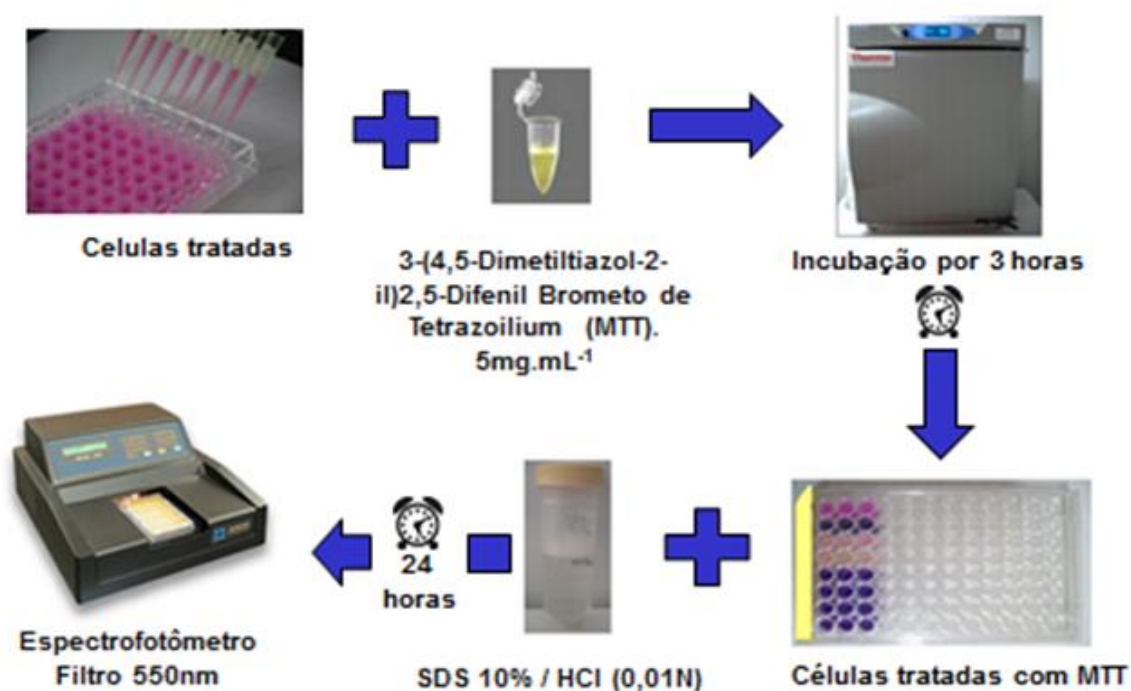 Thermo
Celulas tratadas
3-(4,5-Dimetiltiazol-2-
il)2,5-Difenil Brometo de
Tetrazoilium (MTT).
5mg.mL⁻¹
Incubação por 3 horas
24
horas
Espectrofotômetro
Filtro 550nm
SDS 10% / HCl (0,01N)
Células tratadas com MTT